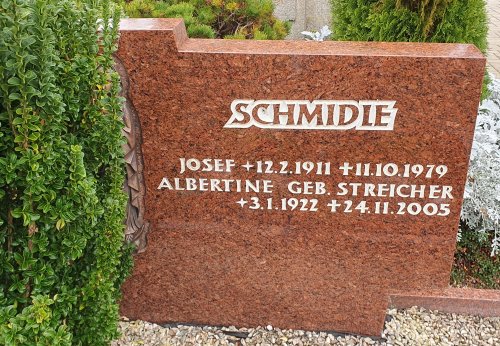 SCHMIDLE
JOSEF +12.2.1911 ✝11.10.1979
ALBERTINE GEB. STREICHER
+3.1.1922 ✝24.11.2005